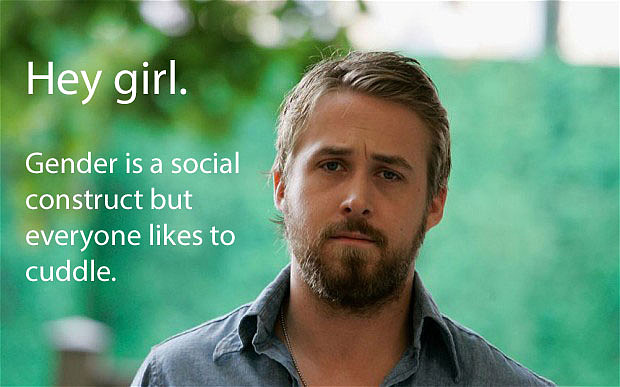 Hey girl.
Gender is a social
construct but
everyone likes to
cuddle.